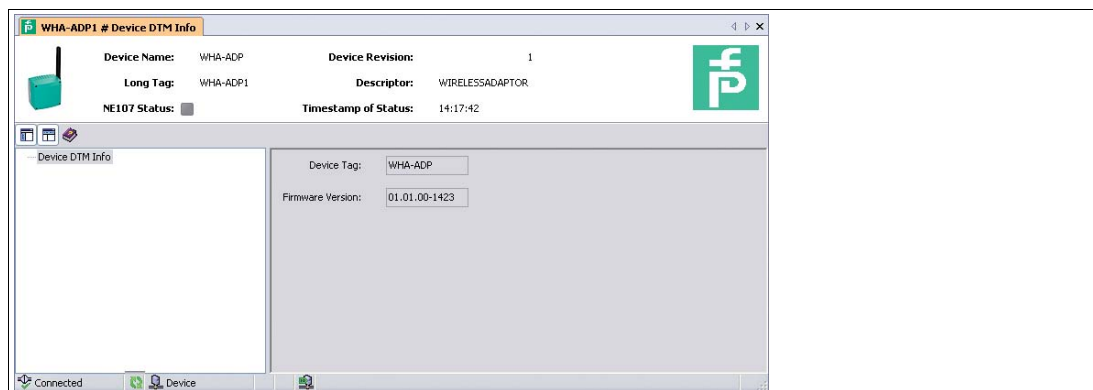 WHA-ADP1 # Device DTM Info
Device Name: WHA-ADP Device Revision: 1
Long Tag: WHA-ADP1 Descriptor: WIRELESSADAPTOR
NE107 Status: Timestamp of Status: 14:17:42
Device DTM Info
Device Tag: WHA-ADP
Firmware Version: 01.01.00-1423
Connected Device